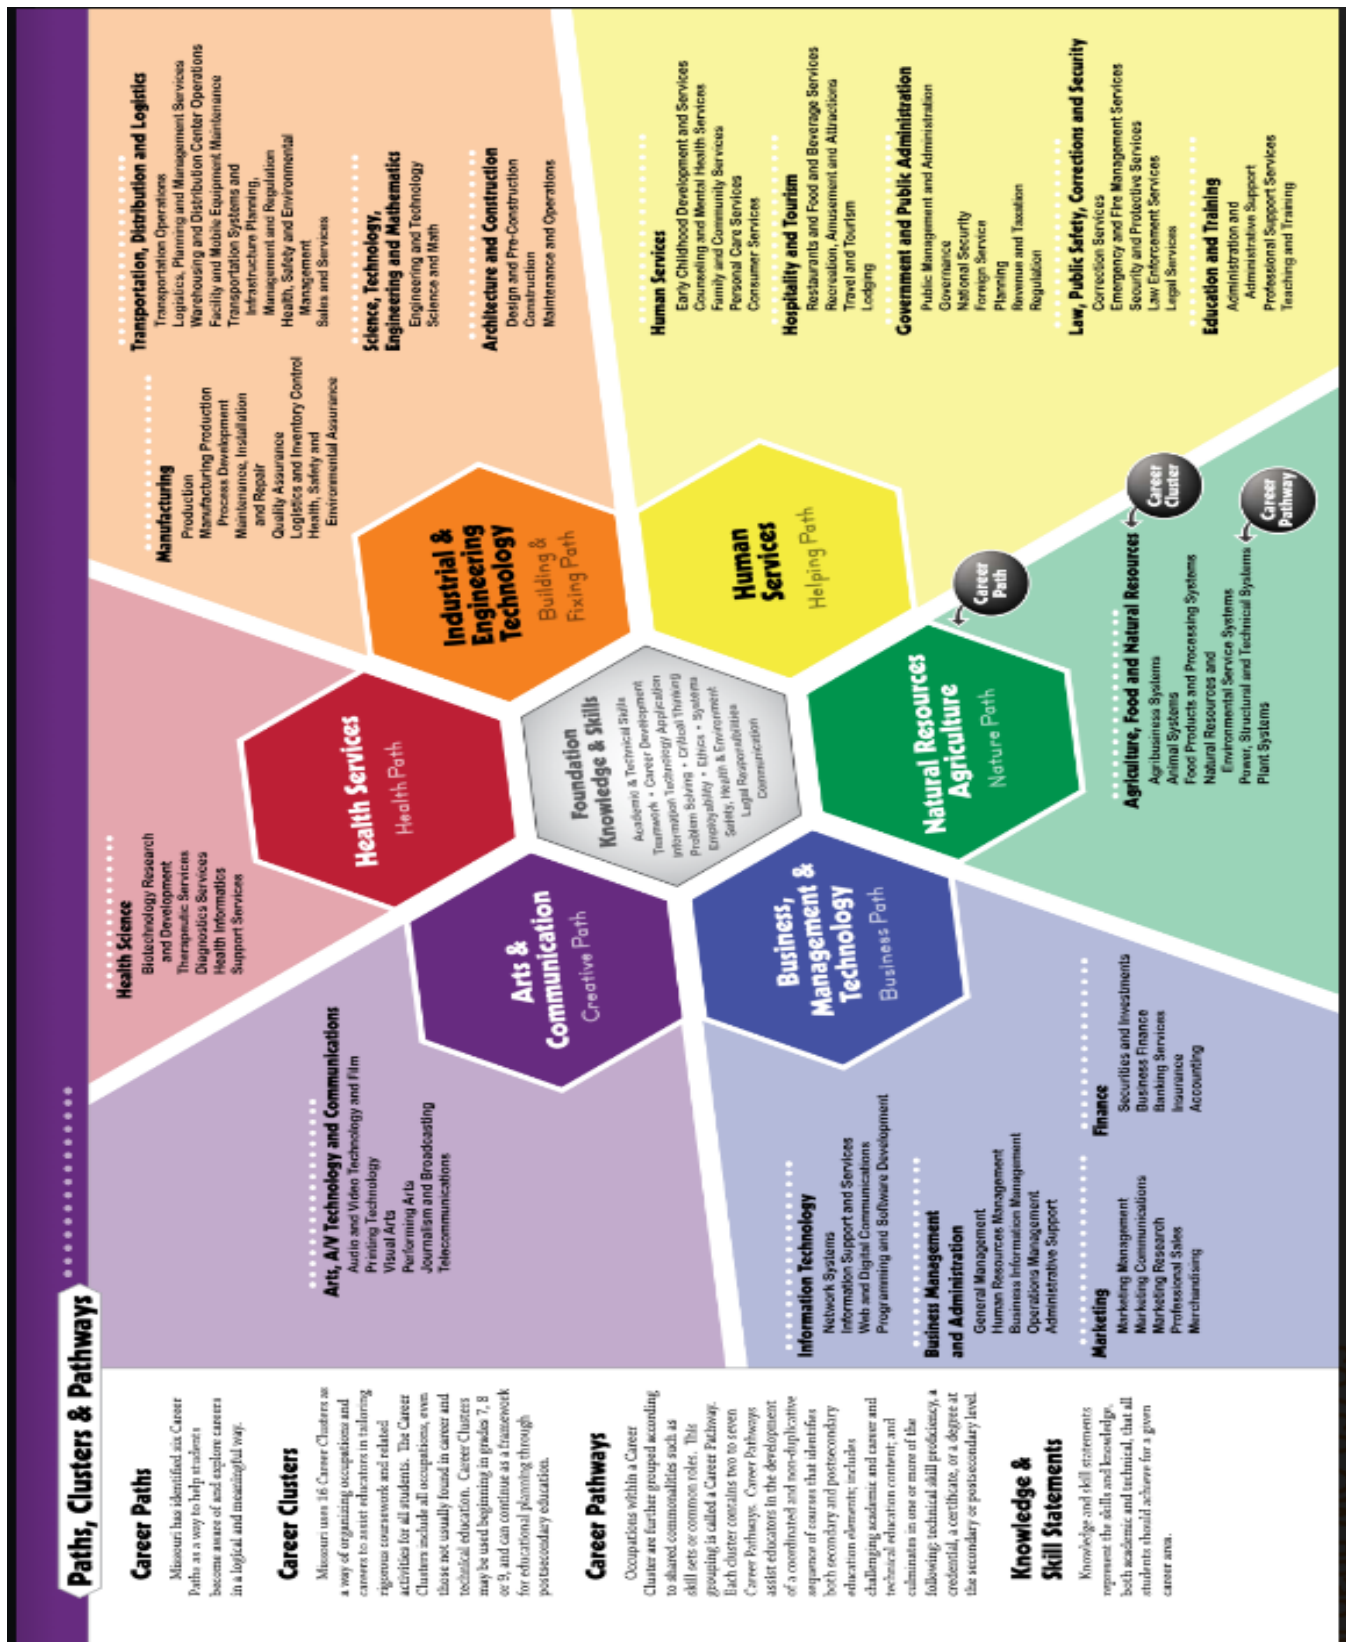 Paths, Clusters & Pathways
Career Paths
Missouri has identified six Career
Paths as a way to help students
become aware of and explore careers
in a logical and meaningful way.
Career Clusters
Missouri uses 16 Career Clusters as
a way of organizing occupations and
careers to assist educators in tailoring
rigorous coursework and related
activities for all students. The Career
Clusters include all occupations, even
those not usually found in career and
technical education. Career Clusters
may be used beginning in grades 7, 8
or 9, and can continue as a framework
for educational planning through
postsecondary education.
Career Pathways
Occupations within a Career
Cluster are further grouped according
to shared commonalities such as
skill sets or common roles. This
grouping is called a Career Pathway.
Each cluster contains two to seven
Career Pathways. Career Pathways
assist educators in the development
of a coordinated and non-duplicative
sequence of courses that identifies
both secondary and postsecondary
education elements; includes
challenging academic and career and
technical education content; and
culminates in one or more of the
following: technical skill proficiency, a
credential, a certificate, or a degree at
the secondary or postsecondary level.
Knowledge &
Skill Statements
Knowledge and skill statements
represent the skills and knowledge,
both academic and technical, that all
students should achieve for a given
career area.
Health Science
Biotechnology Research
and Development
Therapeutic Services
Diagnostics Services
Health Informatics
Support Services
Manufacturing
Production
Manufacturing Production
Process Development
Maintenance, Installation
and Repair
Quality Assurance
Logistics and Inventory Control
Health, Safety and
Environmental Assurance
Transportation, Distribution and Logistics
Transportation Operations
Logistics, Planning and Management Services
Warehousing and Distribution Center Operations
Facility and Mobile Equipment Maintenance
Transportation Systems and
Infrastructure Planning,
Management and Regulation
Health, Safety and Environmental
Management
Sales and Services
Science, Technology,
Engineering and Mathematics
Engineering and Technology
Science and Math
Architecture and Construction
Design and Pre-Construction
Construction
Maintenance and Operations
Arts, A/V Technology and Communications
Audio and Video Technology and Film
Printing Technology
Visual Arts
Performing Arts
Journalism and Broadcasting
Telecommunications
Health Services
Health Path
Industrial &
Engineering
Technology
Building &
Fixing Path
Arts &
Communication
Creative Path
Foundation
Knowledge & Skills
Academic & Technical Skills
Teamwork • Career Development
Information Technology Application
Problem Solving • Critical Thinking
Employability • Ethics • Systems
Safety, Health & Environment
Legal Responsibilities
Communication
Human
Services
Helping Path
Business,
Management &
Technology
Business Path
Natural Resources
Agriculture
Nature Path
Human Services
Early Childhood Development and Services
Counseling and Mental Health Services
Family and Community Services
Personal Care Services
Consumer Services
Hospitality and Tourism
Restaurants and Food and Beverage Services
Recreation, Amusement and Attractions
Travel and Tourism
Lodging
Government and Public Administration
Public Management and Administration
Governance
National Security
Foreign Service
Planning
Revenue and Taxation
Regulation
Law, Public Safety, Corrections and Security
Correction Services
Emergency and Fire Management Services
Security and Protective Services
Law Enforcement Services
Legal Services
Education and Training
Administration and
Administrative Support
Professional Support Services
Teaching and Training
Information Technology
Network Systems
Information Support and Services
Web and Digital Communications
Programming and Software Development
Business Management
and Administration
General Management
Human Resources Management
Business Information Management
Operations Management
Administrative Support
Marketing
Marketing Management
Marketing Communications
Marketing Research
Professional Sales
Merchandising
Finance
Securities and Investments
Business Finance
Banking Services
Insurance
Accounting
Career
Path
Career
Cluster
Career
Pathway
Agriculture, Food and Natural Resources
Agribusiness Systems
Animal Systems
Food Products and Processing Systems
Natural Resources and
Environmental Service Systems
Power, Structural and Technical Systems
Plant Systems